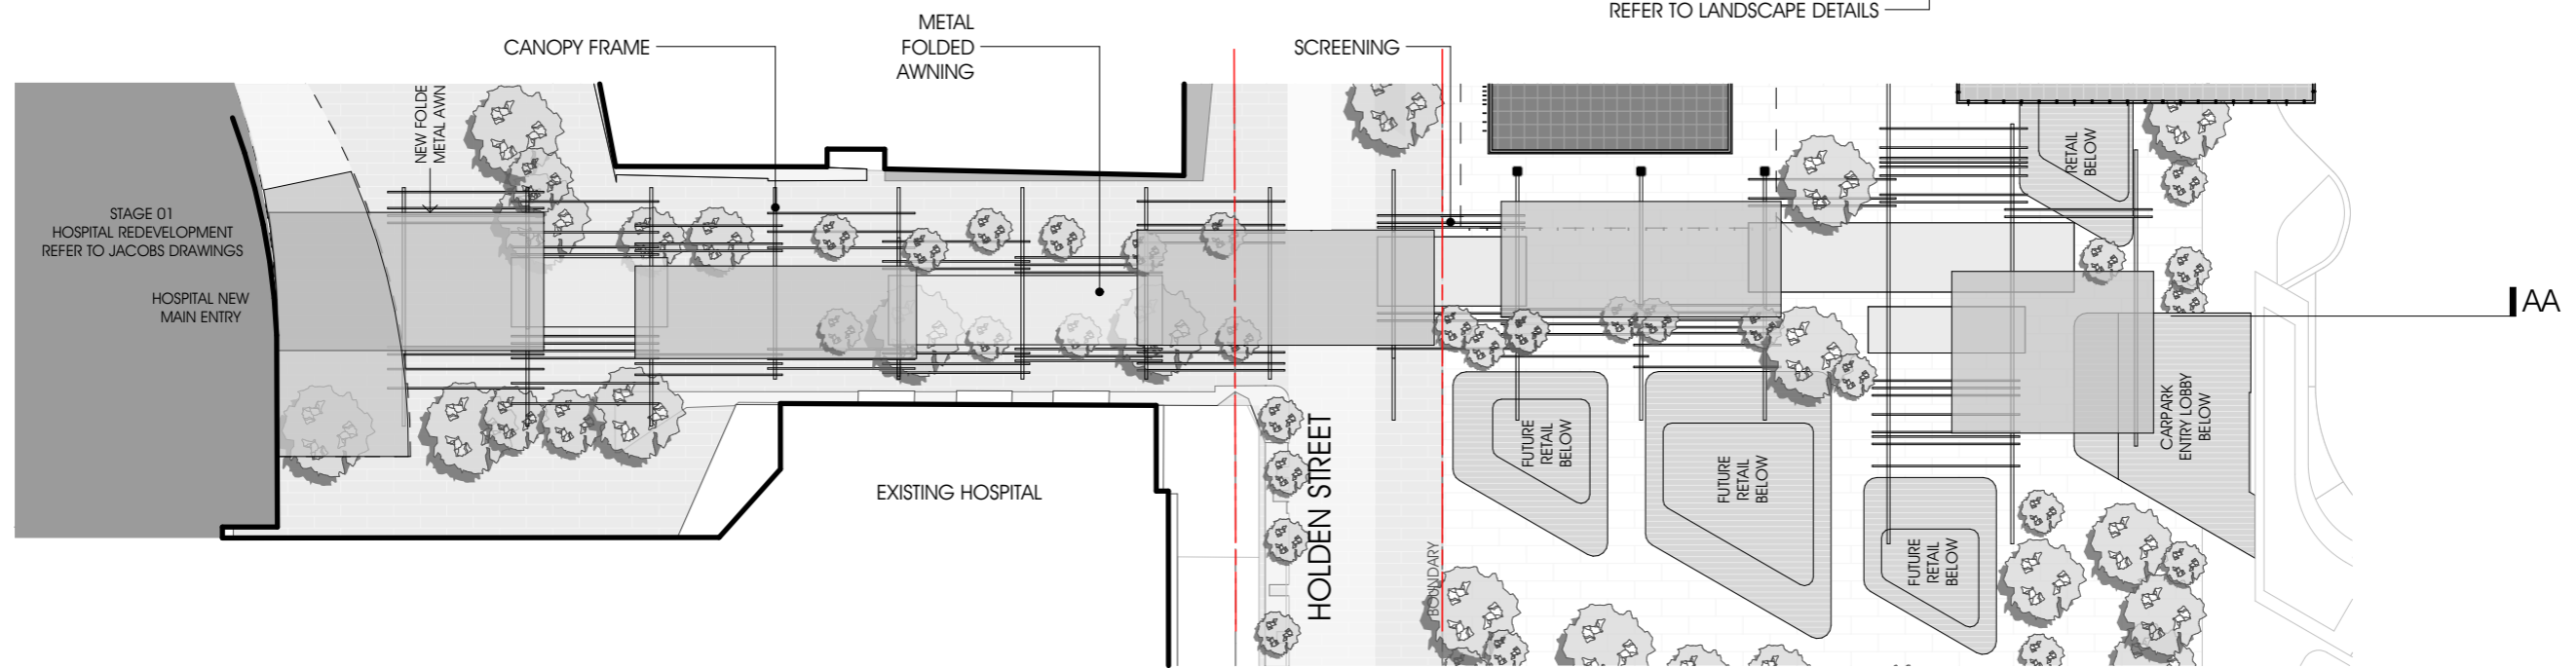 REFER TO LANDSCAPE DETAILS
METAL
FOLDED
AWNING
CANOPY FRAME
SCREENING
NEW FOLDE
METAL AWN
STAGE 01
HOSPITAL REDEVELOPMENT
REFER TO JACOBS DRAWINGS
HOSPITAL NEW
MAIN ENTRY
EXISTING HOSPITAL
HOLDEN STREET
BOUNDARY
FUTURE
RETAIL
BELOW
FUTURE
RETAIL
BELOW
FUTURE
RETAIL
BELOW
RETAIL
BELOW
CARPARK
ENTRY LOBBY
BELOW
AA